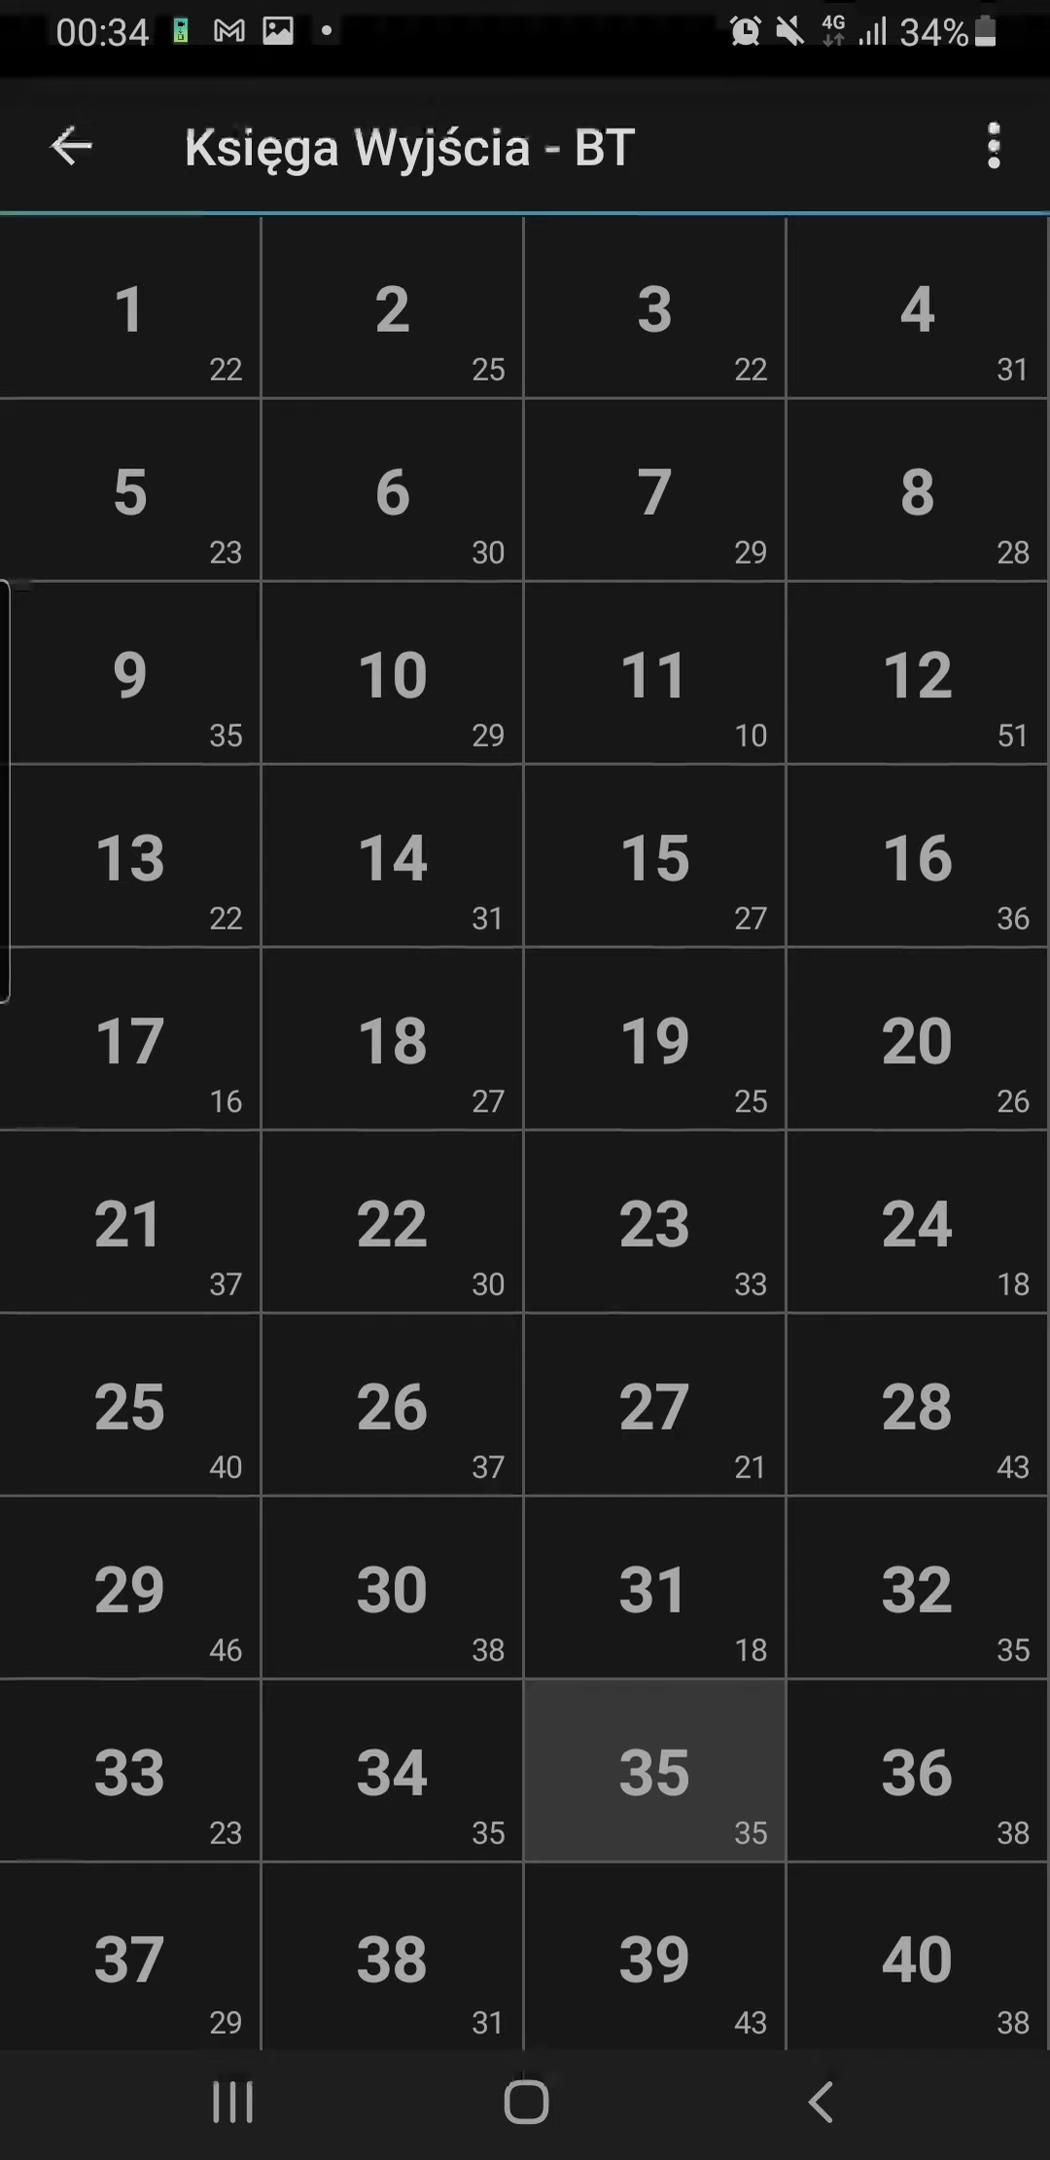 00:34 4G 34%
Księga Wyjścia - BT
1 2 3 4
22 25 22 31
5 6 7 8
23 30 29 28
9 10 11 12
35 29 10 51
13 14 15 16
22 31 27 36
17 18 19 20
16 27 25 26
21 22 23 24
37 30 33 18
25 26 27 28
40 37 21 43
29 30 31 32
46 38 18 35
33 34 35 36
23 35 35 38
37 38 39 40
29 31 43 38